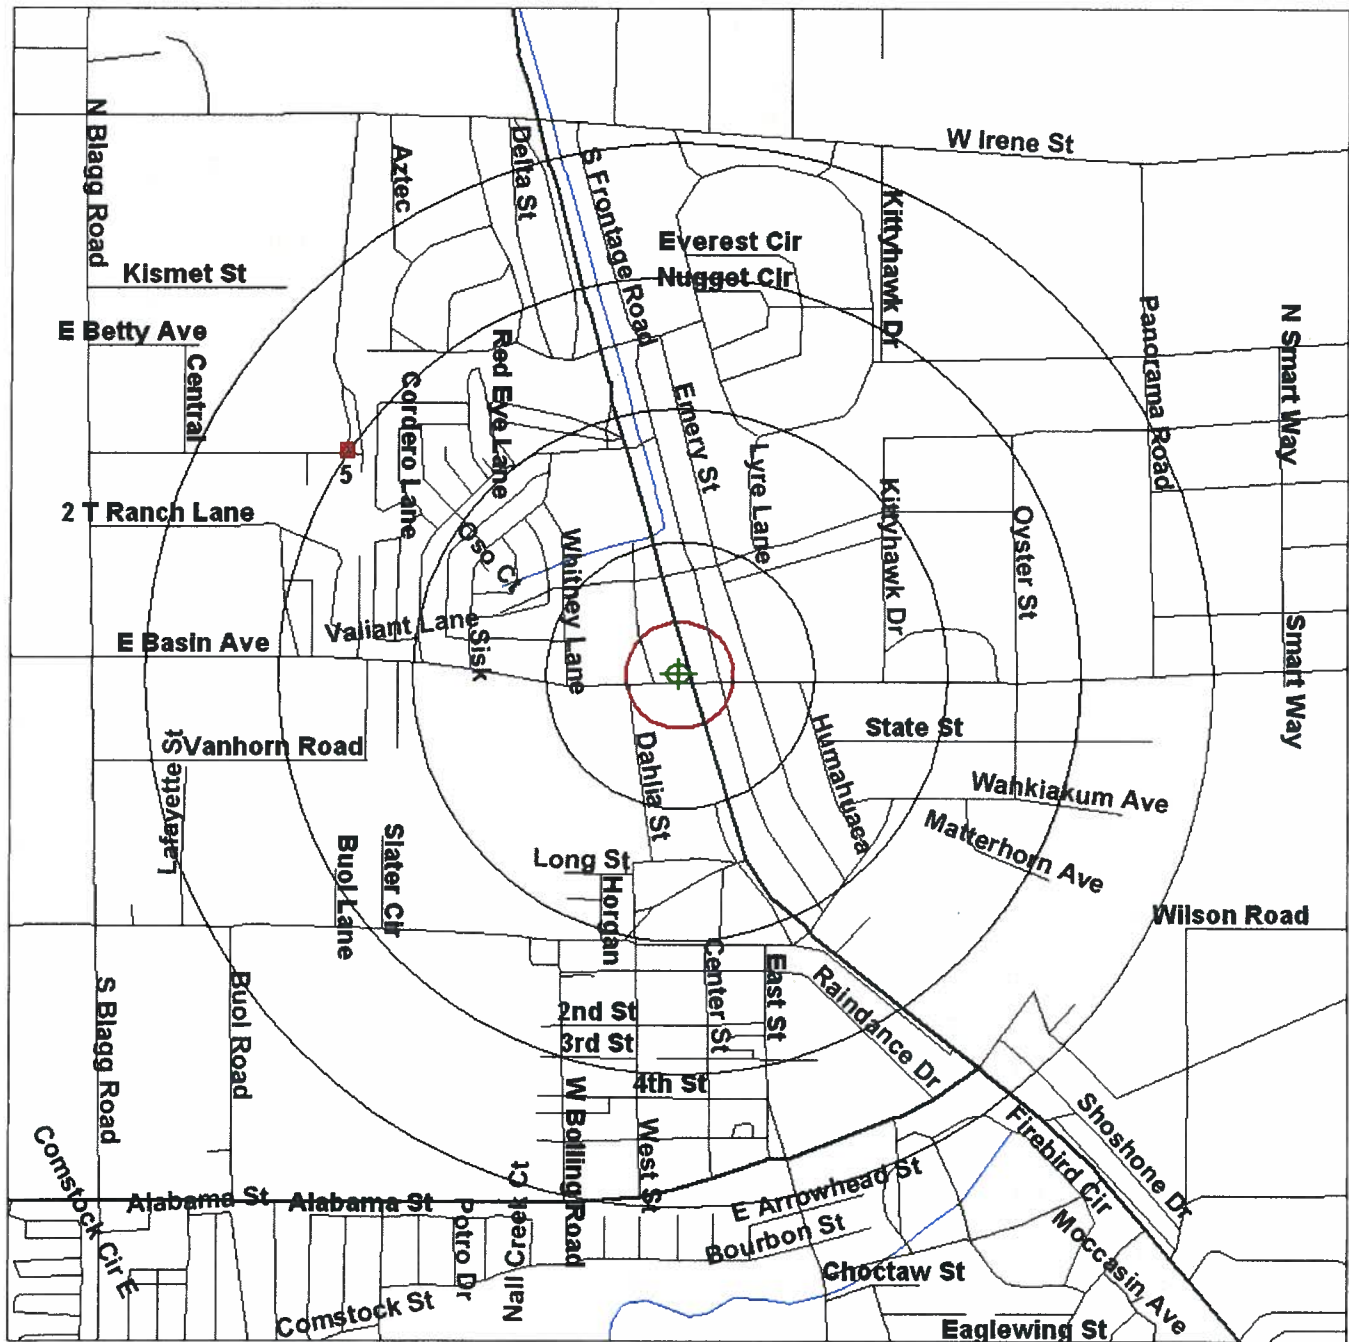 W Irene St
N Blagg Road
Aztec
Delta St
S Frontage Road
Kittyhawk Dr
Everest Cir
Nugget Cir
Kismet St
E Betty Ave
Central
Red Eye Lane
Cordero Lane
Emery St
Panorama Road
N Smart Way
5
2 T Ranch Lane
Oso Ct
Lyre Lane
Kittyhawk Dr
Oyster St
Whitney Lane
Valiant Lane
E Basin Ave
Sisk
Smart Way
State St
Humahuaca
Lafayette St
Vanhorn Road
Dahlia St
Wahkiakum Ave
Matterhorn Ave
Buol Lane
Slater Cir
Long St
Horgan
Wilson Road
Center St
East St
Raindance Dr
S Blagg Road
Buol Road
2nd St
3rd St
4th St
W Bolling Road
West St
Firebird Cir
Shoshone Dr
Comstock Cir E
Alabama St
Alabama St
Potro Dr
Nall Creek Ct
E Arrowhead St
Bourbon St
Moccasin Ave
Choctaw St
Comstock St
Eaglewing St